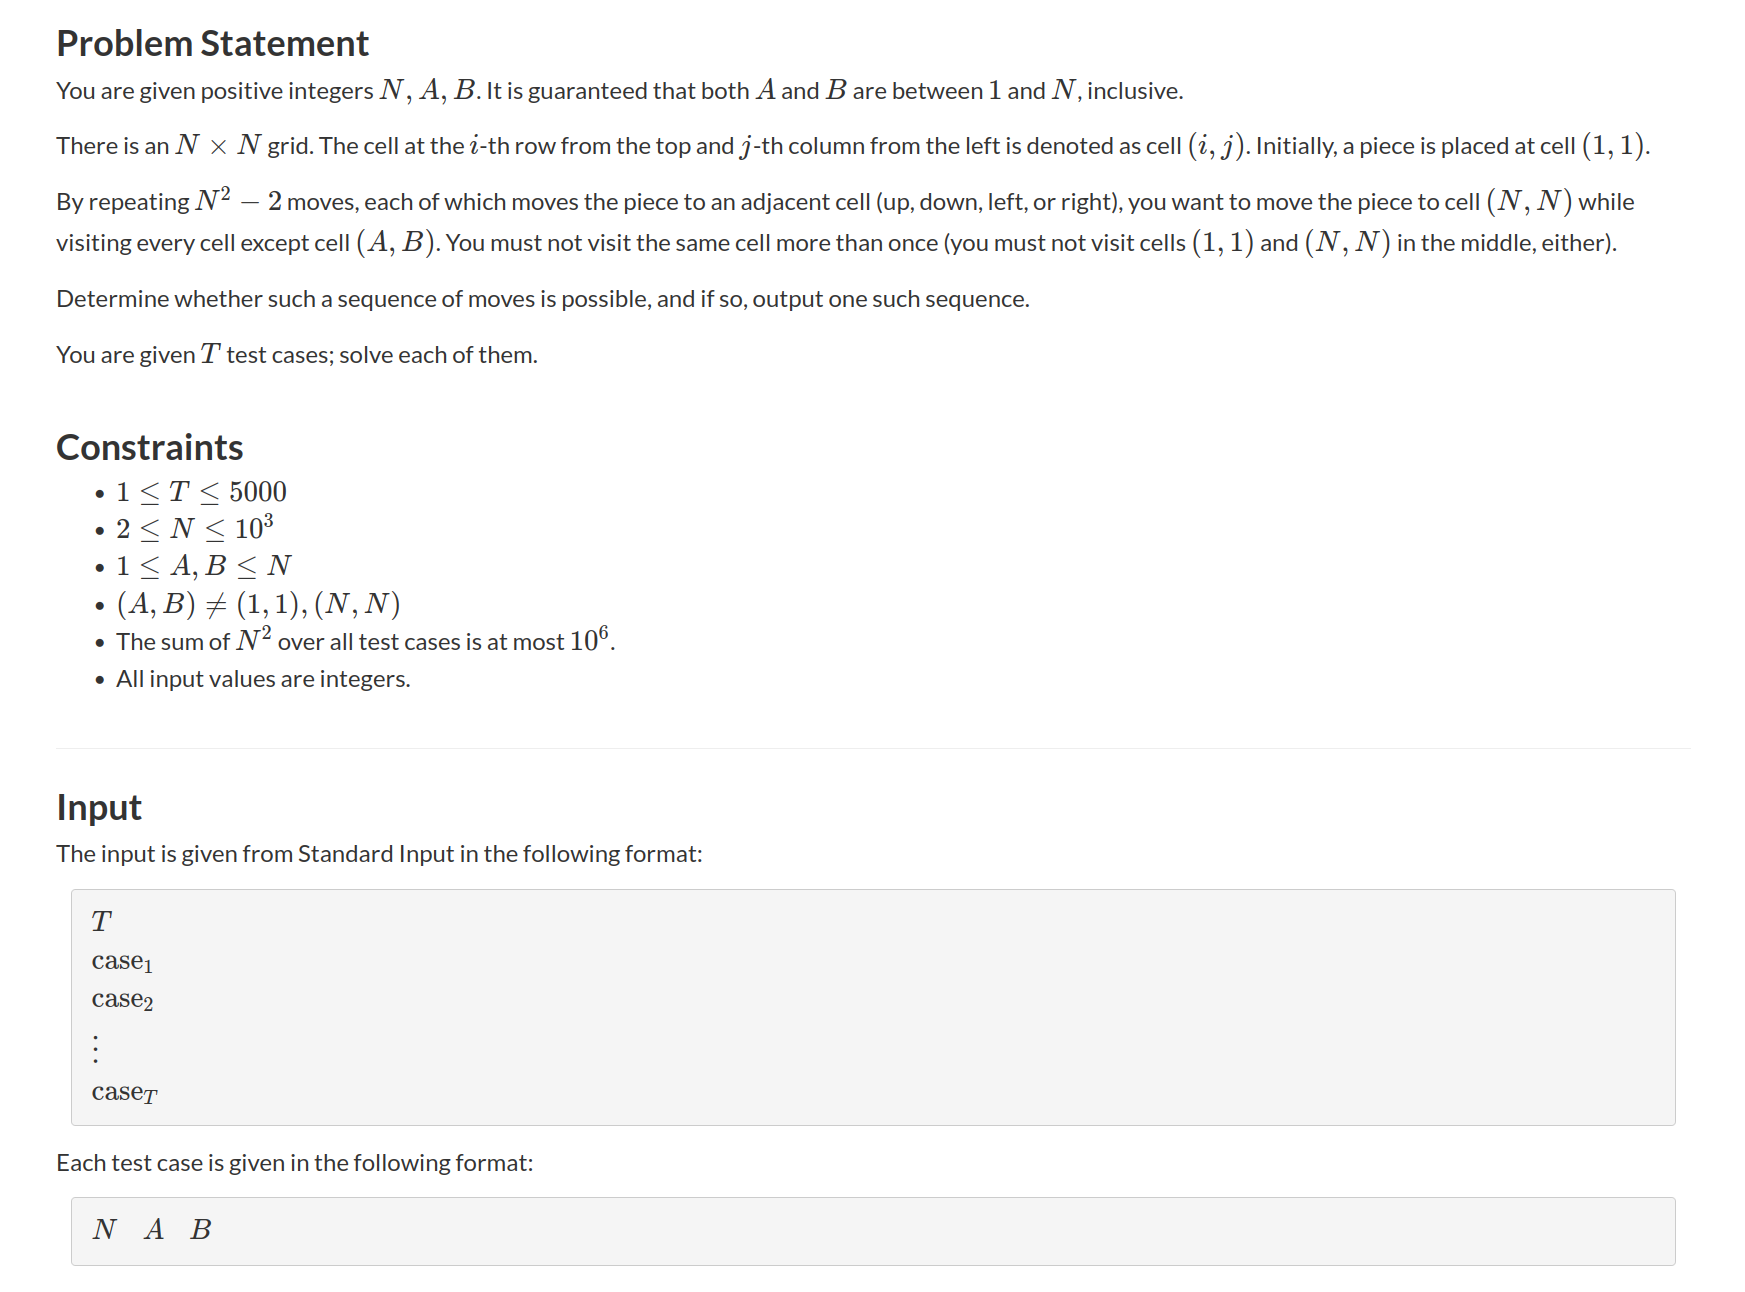 Problem Statement
You are given positive integers N, A, B. It is guaranteed that both A and B are between 1 and N, inclusive.
There is an N × N grid. The cell at the i-th row from the top and j-th column from the left is denoted as cell (i, j). Initially, a piece is placed at cell (1, 1).
By repeating N² − 2 moves, each of which moves the piece to an adjacent cell (up, down, left, or right), you want to move the piece to cell (N, N) while
visiting every cell except cell (A, B). You must not visit the same cell more than once (you must not visit cells (1, 1) and (N, N) in the middle, either).
Determine whether such a sequence of moves is possible, and if so, output one such sequence.
You are given T test cases; solve each of them.
Constraints
• 1 ≤ T ≤ 5000
• 2 ≤ N ≤ 10³
• 1 ≤ A, B ≤ N
• (A, B) ≠ (1, 1), (N, N)
• The sum of N² over all test cases is at most 10⁶.
• All input values are integers.
Input
The input is given from Standard Input in the following format:
T
case₁
case₂
⋮
case_T
Each test case is given in the following format:
N A B